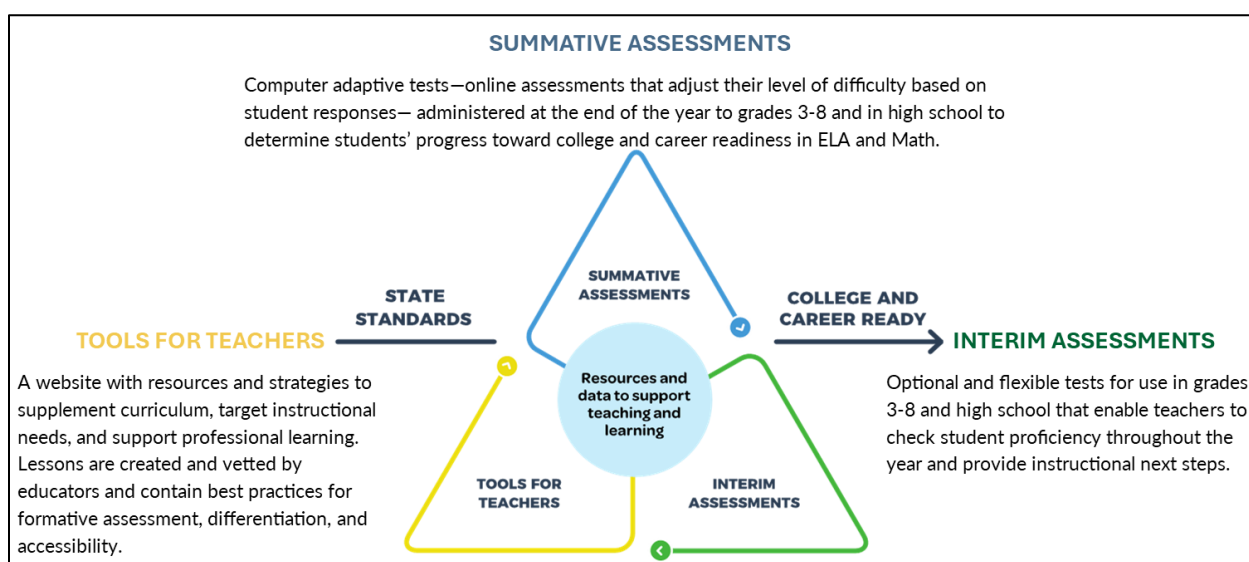 SUMMATIVE ASSESSMENTS
Computer adaptive tests—online assessments that adjust their level of difficulty based on
student responses— administered at the end of the year to grades 3-8 and in high school to
determine students’ progress toward college and career readiness in ELA and Math.
SUMMATIVE
ASSESSMENTS
STATE
STANDARDS
COLLEGE AND
CAREER READY
TOOLS FOR TEACHERS
A website with resources and strategies to
supplement curriculum, target instructional
needs, and support professional learning.
Lessons are created and vetted by
educators and contain best practices for
formative assessment, differentiation, and
accessibility.
Resources and
data to support
teaching and
learning
TOOLS FOR
TEACHERS
INTERIM
ASSESSMENTS
INTERIM ASSESSMENTS
Optional and flexible tests for use in grades
3-8 and high school that enable teachers to
check student proficiency throughout the
year and provide instructional next steps.